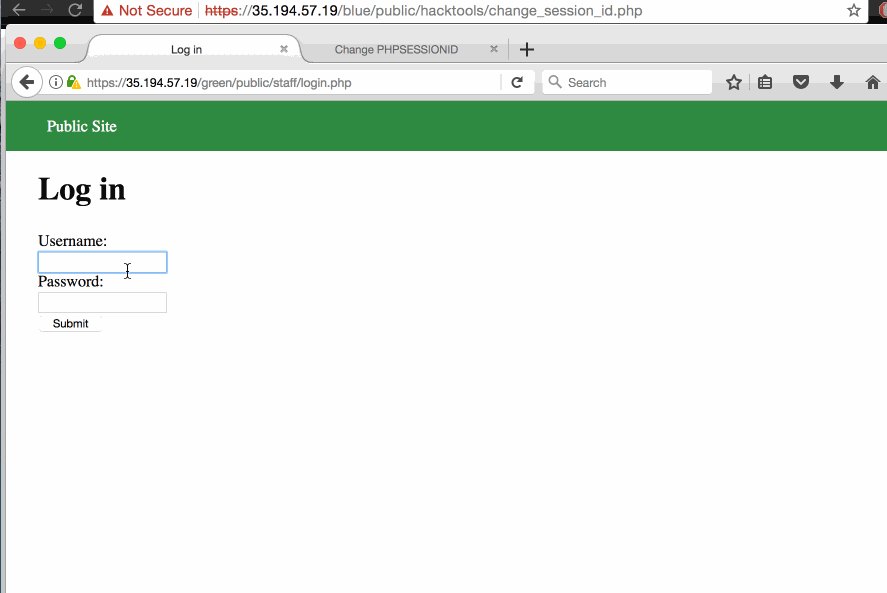 Not Secure https://35.194.57.19/blue/public/hacktools/change_session_id.php
Log in Change PHPSESSIONID
https://35.194.57.19/green/public/staff/login.php Search
Public Site
Log in
Username:
Password:
Submit